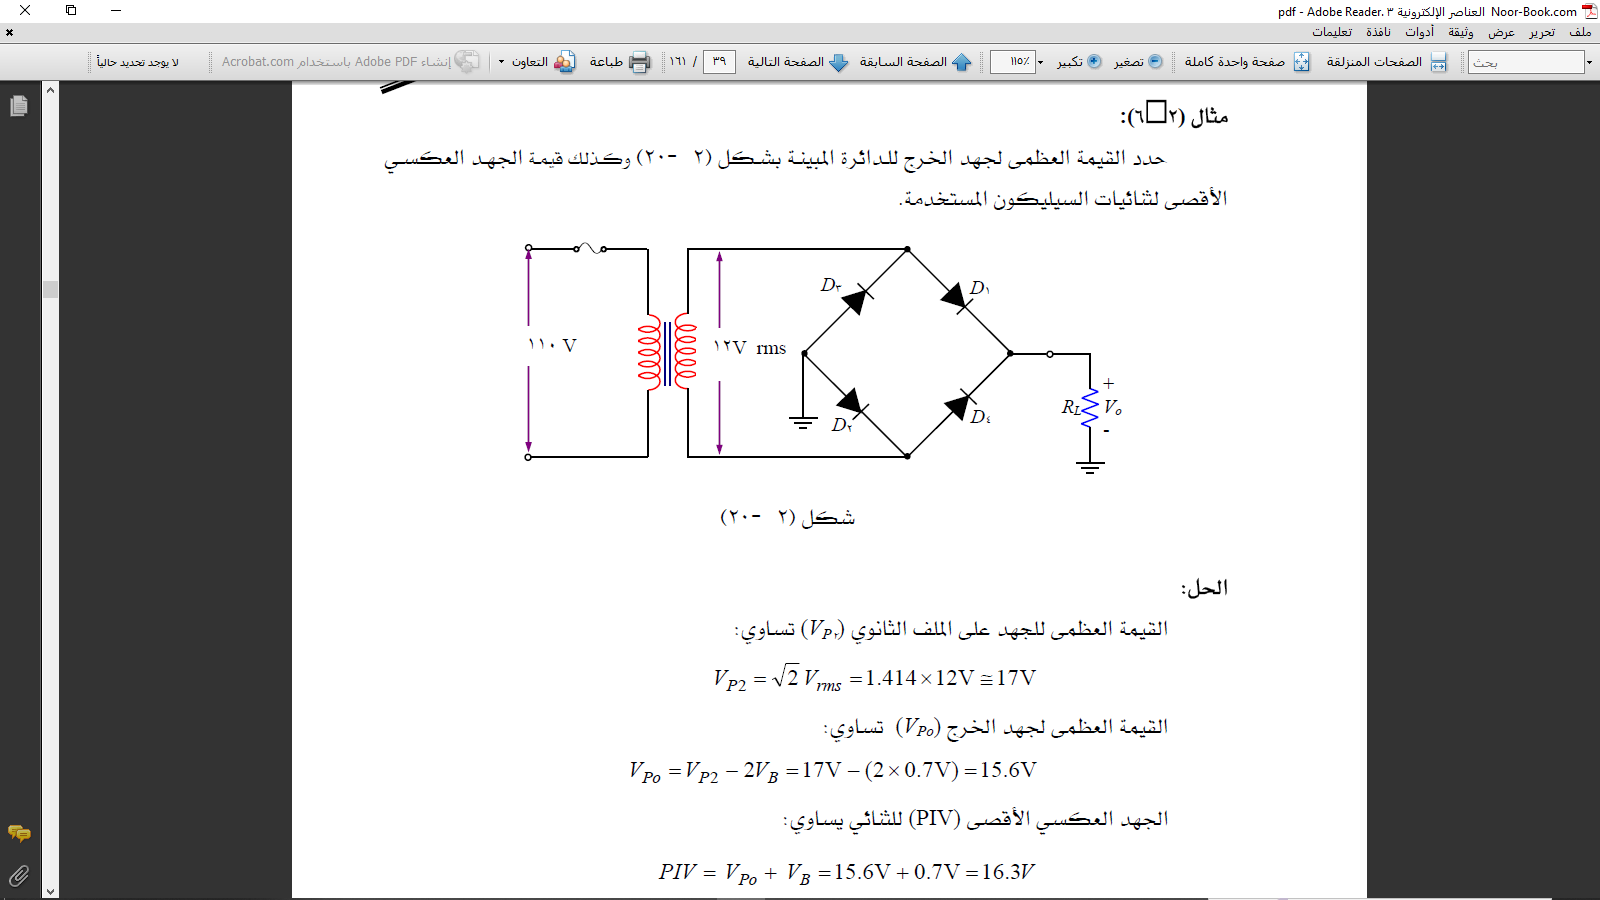 Noor-Book.com العناصر الإلكترونية ٣ .pdf - Adobe Reader
ملف تحرير عرض وثيقة أدوات نافذة تعليمات
بحث الصفحات المنزلقة صفحة واحدة كاملة تصغير تكبير ١١٥٪ الصفحة السابقة الصفحة التالية ٣٩ / ١٦١ طباعة التعاون إنشاء Adobe PDF باستخدام Acrobat.com لا يوجد تحديد حالياً
مثال (٢□٦):
حدد القيمة العظمى لجهد الخرج للدائرة المبينة بشكل (٢ -٢٠) وكذلك قيمة الجهد العكسي
الأقصى لثنائيات السيليكون المستخدمة.
D٣
D١
١١٠ V
١٢V rms
D٢
D٤
RL
+
Vo
-
شكل (٢ -٢٠)
الحل:
القيمة العظمى للجهد على الملف الثانوي (VP٢) تساوي:
VP2 = √2 Vrms = 1.414 × 12V ≅ 17V
القيمة العظمى لجهد الخرج (VPo) تساوي:
VPo = VP2 − 2VB = 17V − (2 × 0.7V) = 15.6V
الجهد العكسي الأقصى (PIV) للثنائي يساوي:
PIV = VPo + VB = 15.6V + 0.7V = 16.3V